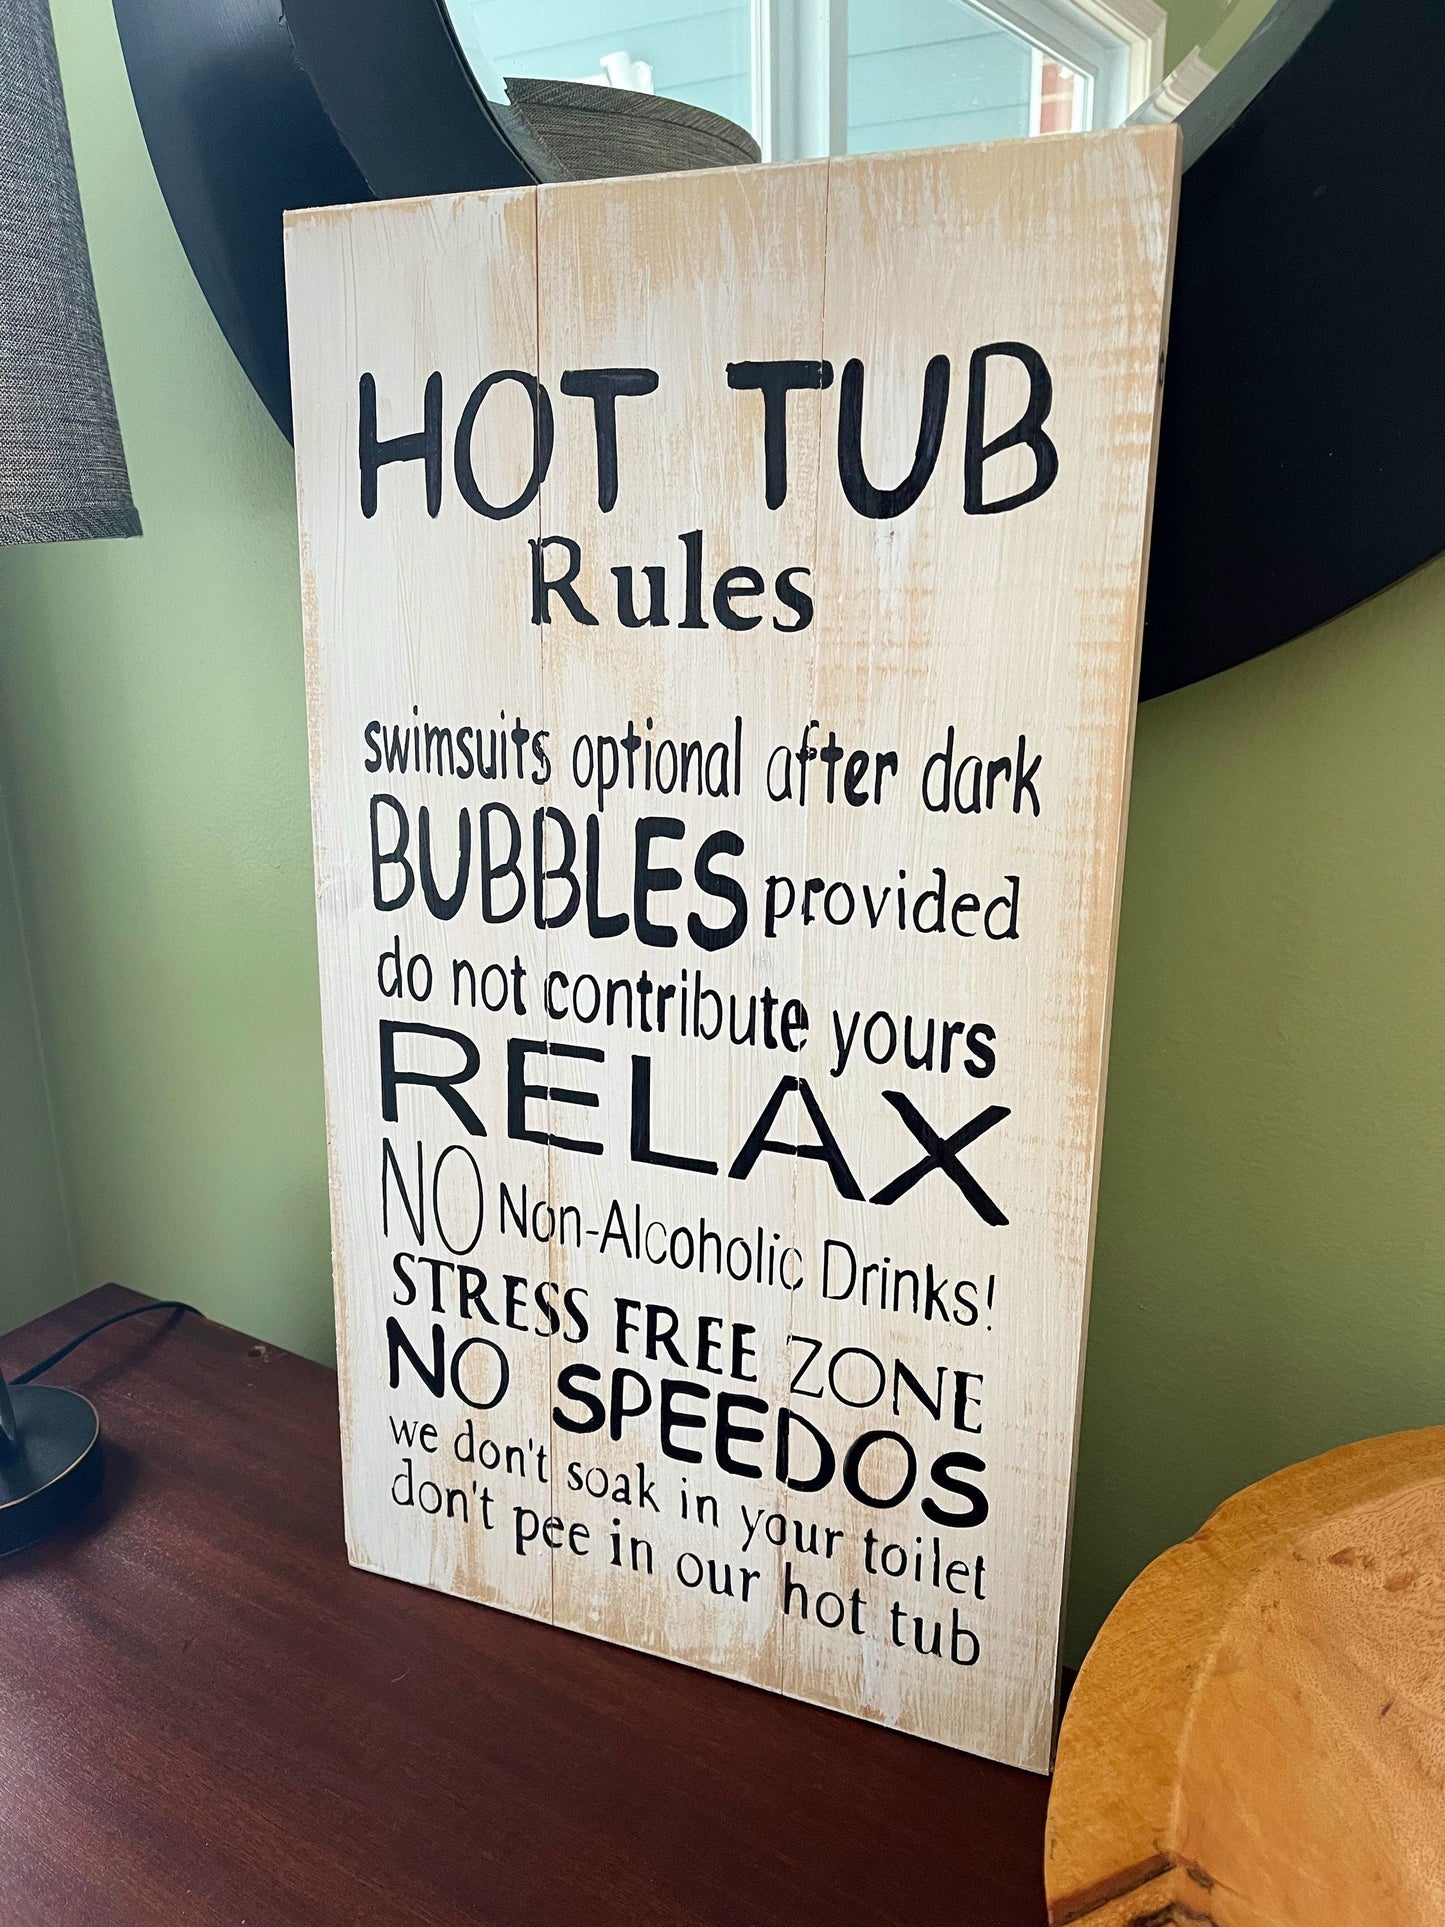 HOT TUB
Rules
swimsuits optional after dark
BUBBLES provided
do not contribute yours
RELAX
NO Non-Alcoholic Drinks!
STRESS FREE ZONE
NO SPEEDOS
we don't soak in your toilet
don't pee in our hot tub